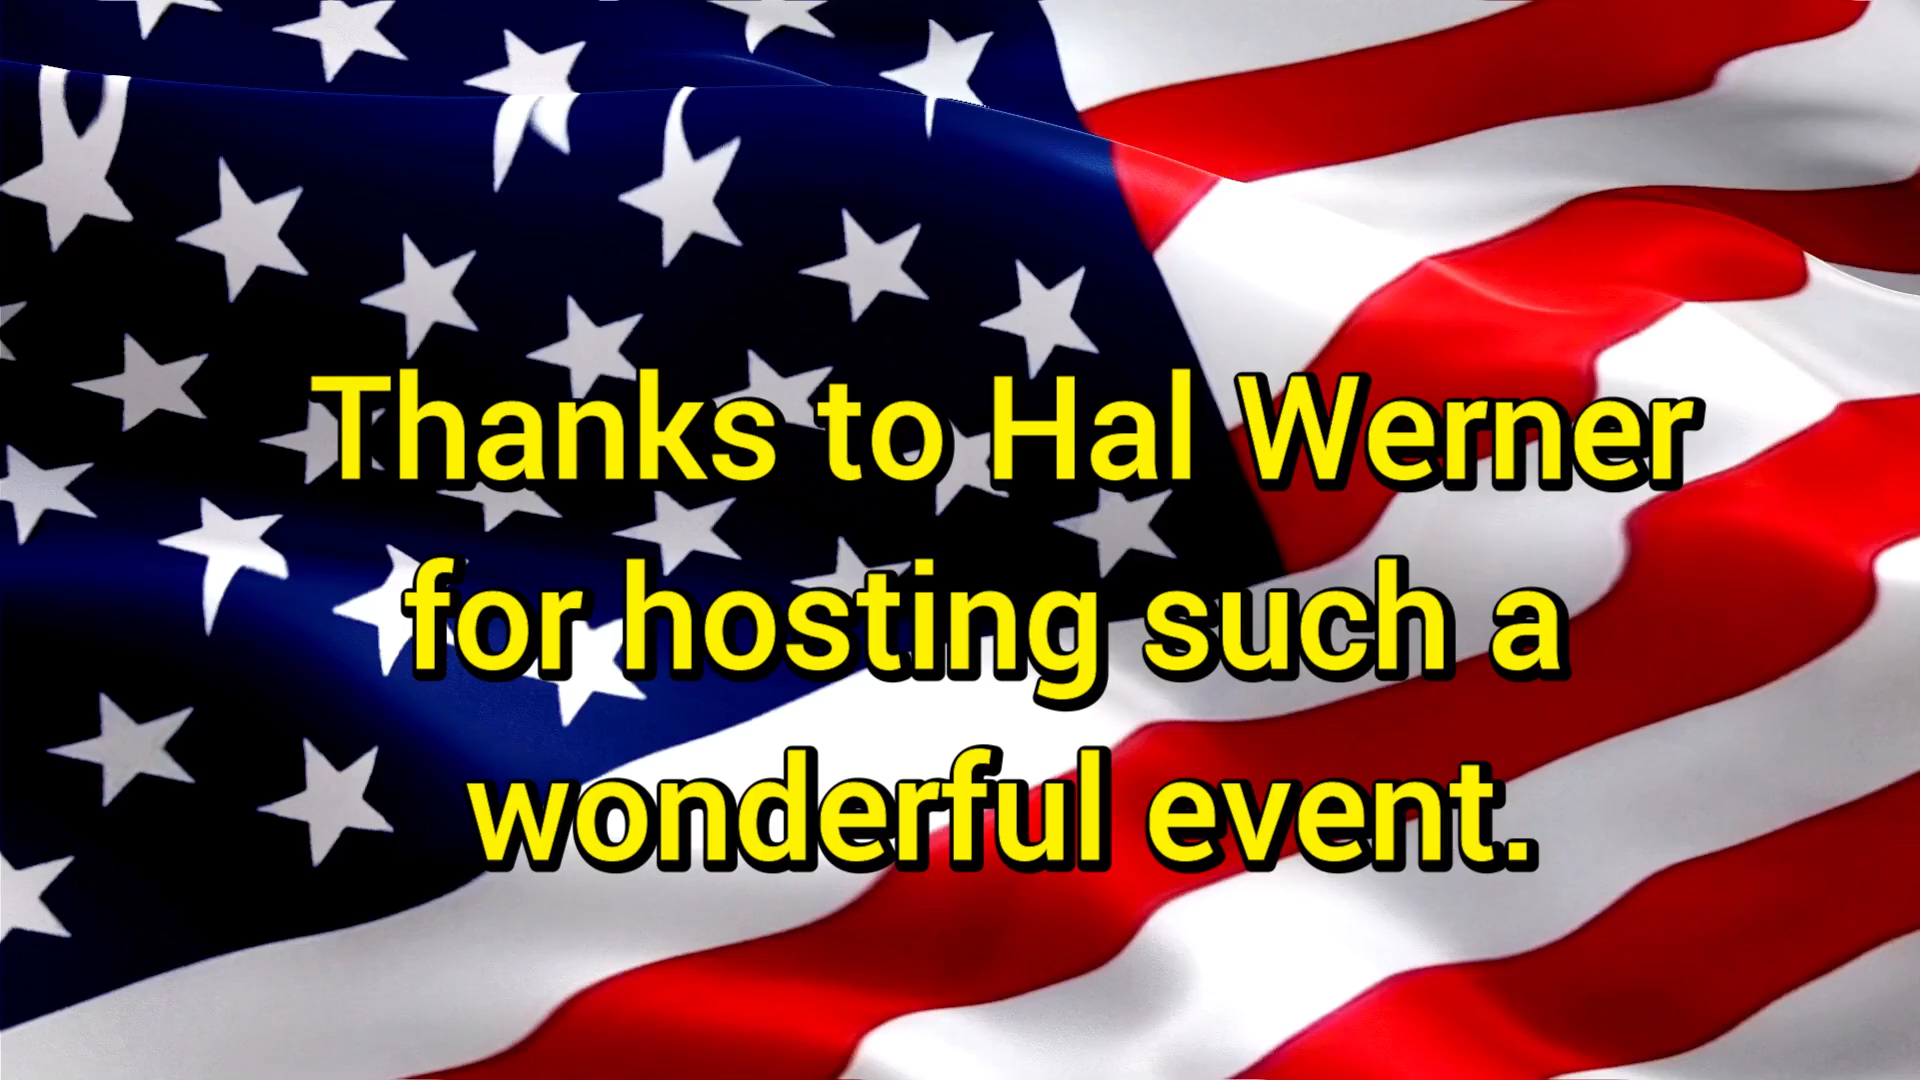 Thanks to Hal Werner
for hosting such a
wonderful event.